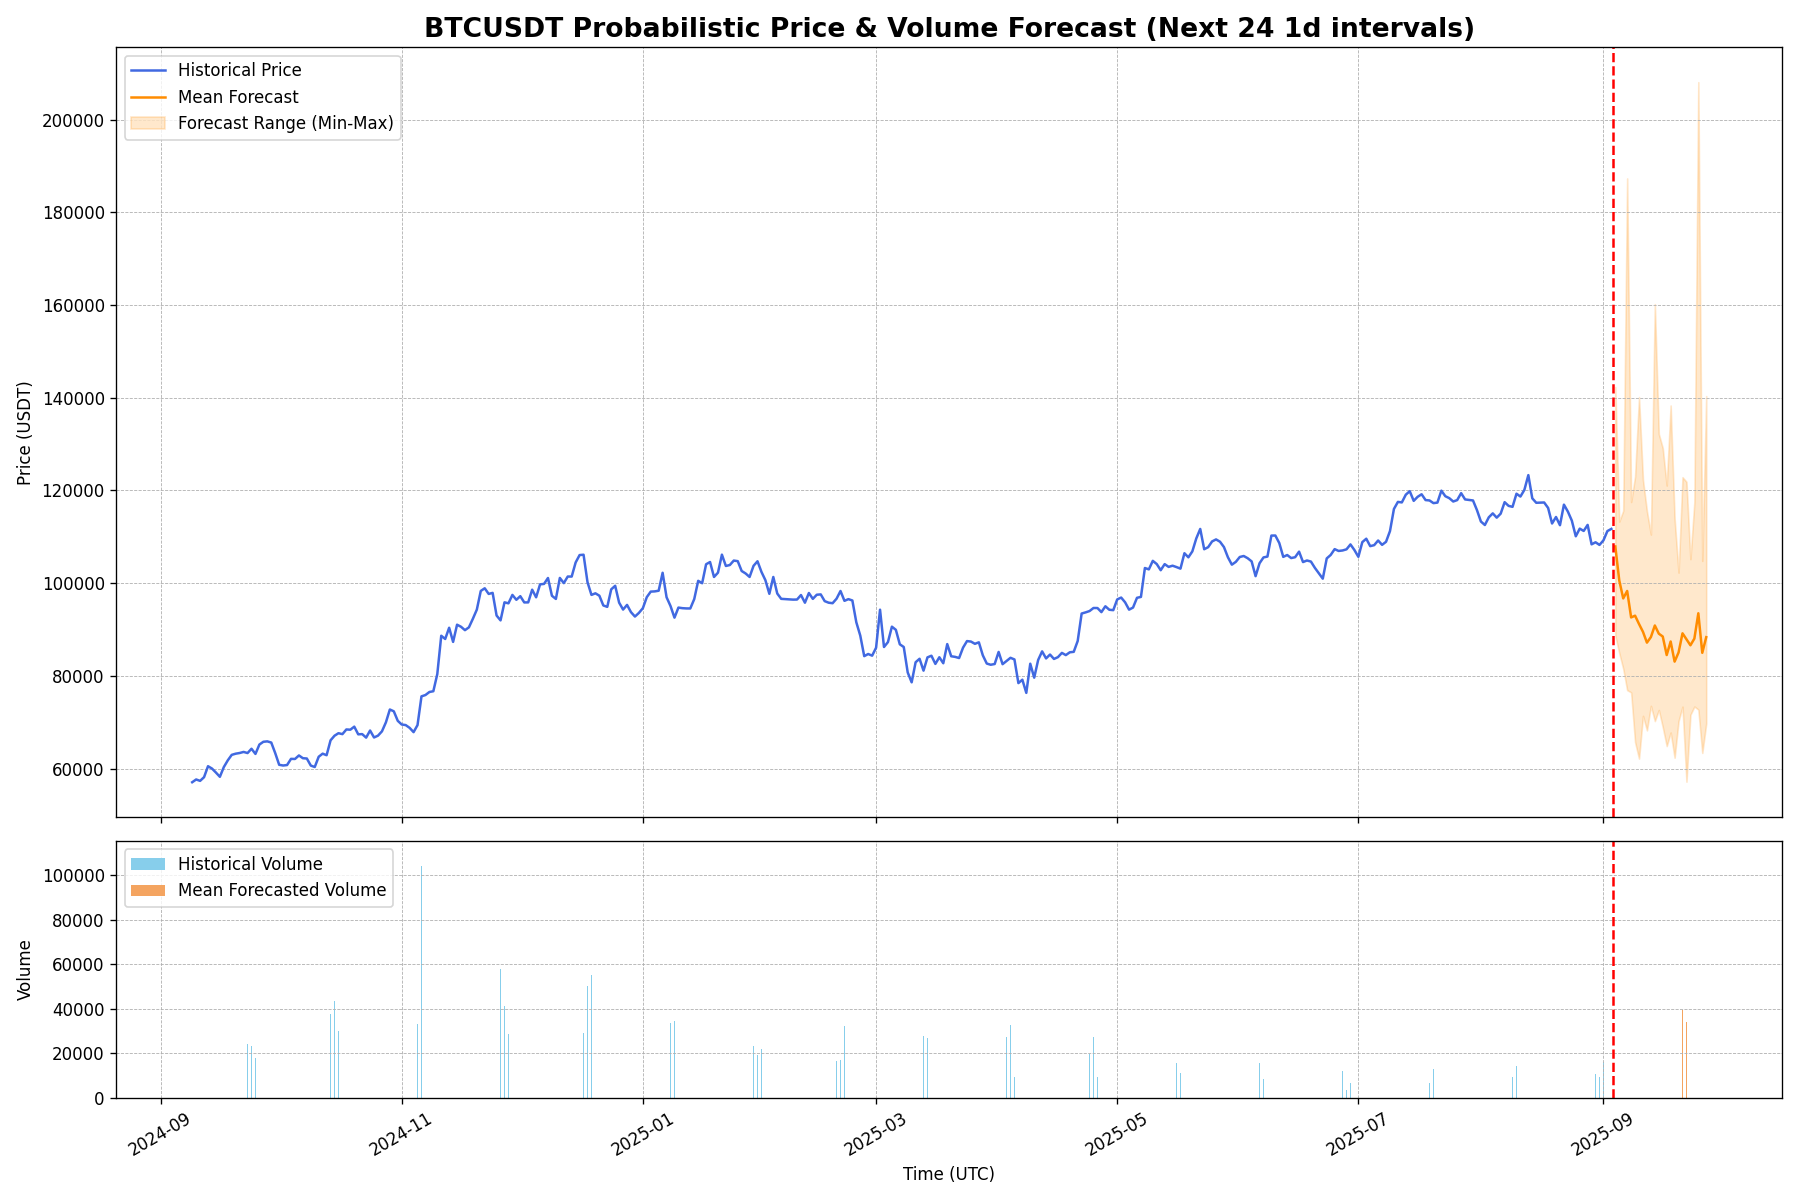 BTCUSDT Probabilistic Price & Volume Forecast (Next 24 1d intervals)
Historical Price
Mean Forecast
Forecast Range (Min-Max)
200000
180000
160000
140000
120000
100000
80000
60000
Price (USDT)
Historical Volume
Mean Forecasted Volume
100000
80000
60000
40000
20000
0
Volume
2024-09
2024-11
2025-01
2025-03
2025-05
2025-07
2025-09
Time (UTC)